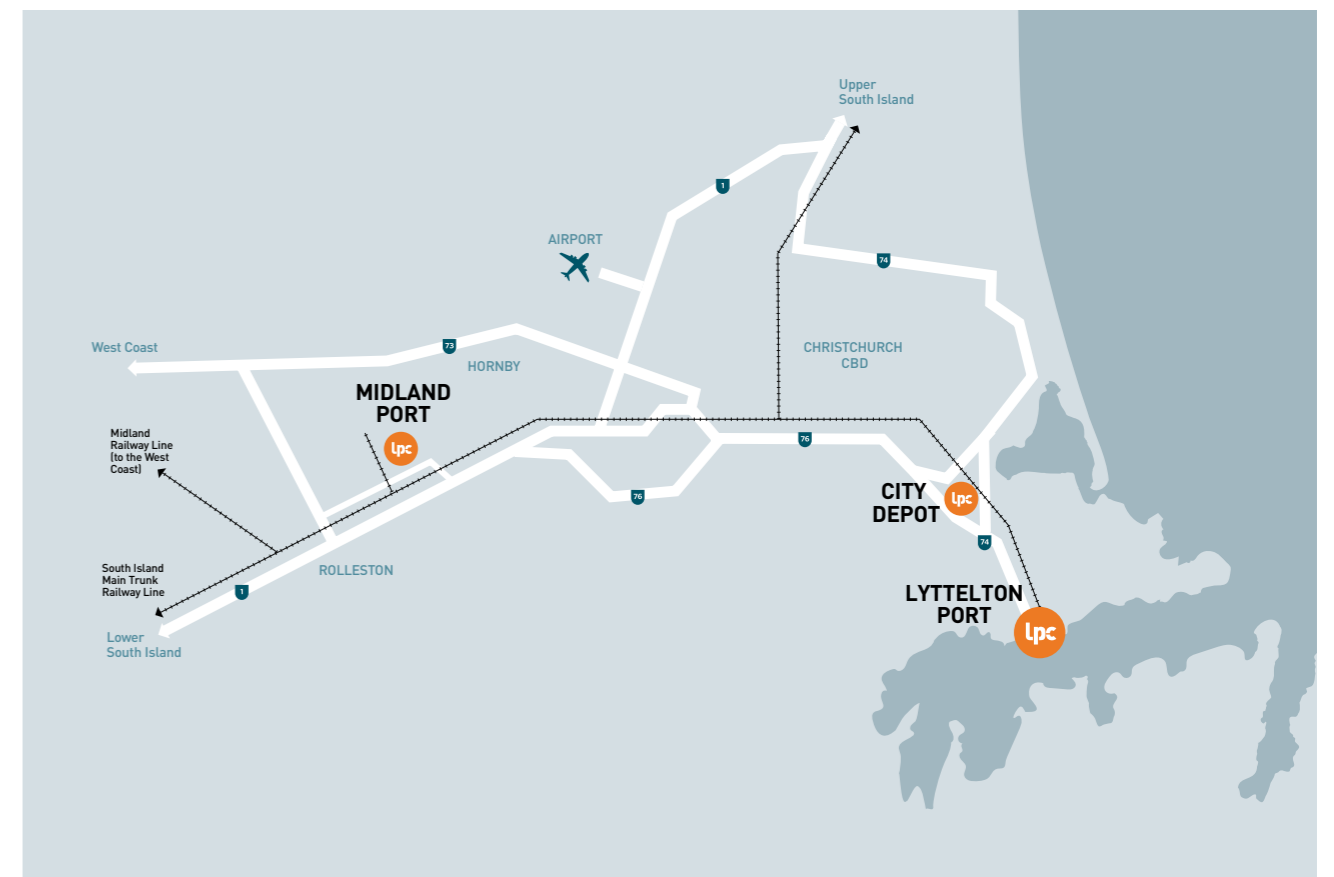 Upper
South Island
1
AIRPORT
74
West Coast
73
HORNBY
CHRISTCHURCH
CBD
MIDLAND
PORT
lpc
Midland
Railway Line
(to the West
Coast)
76
76
CITY
DEPOT
lpc
74
South Island
Main Trunk
Railway Line
ROLLESTON
1
LYTTELTON
PORT
lpc
Lower
South Island